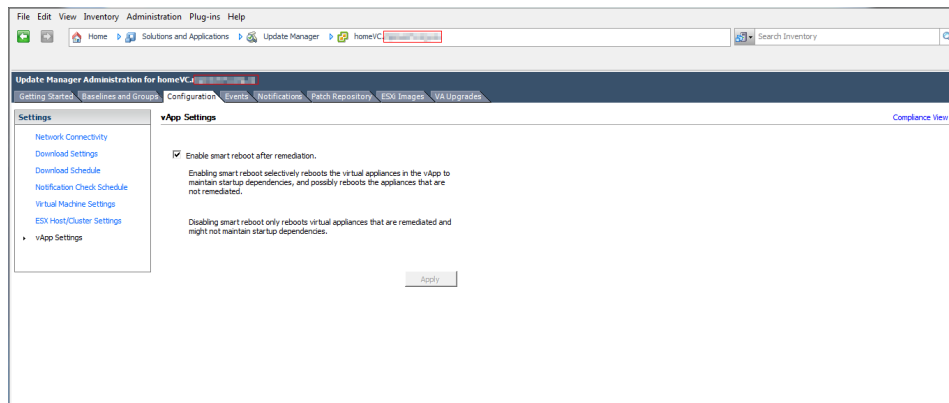 File Edit View Inventory Administration Plug-ins Help
Home Solutions and Applications Update Manager homeVC.
Search Inventory
Update Manager Administration for homeVC.
Getting Started Baselines and Groups Configuration Events Notifications Patch Repository ESXi Images VA Upgrades
Settings
vApp Settings
Compliance View
Network Connectivity
Download Settings
Download Schedule
Notification Check Schedule
Virtual Machine Settings
ESX Host/Cluster Settings
vApp Settings
Enable smart reboot after remediation.
Enabling smart reboot selectively reboots the virtual appliances in the vApp to
maintain startup dependencies, and possibly reboots the appliances that are
not remediated.
Disabling smart reboot only reboots virtual appliances that are remediated and
might not maintain startup dependencies.
Apply